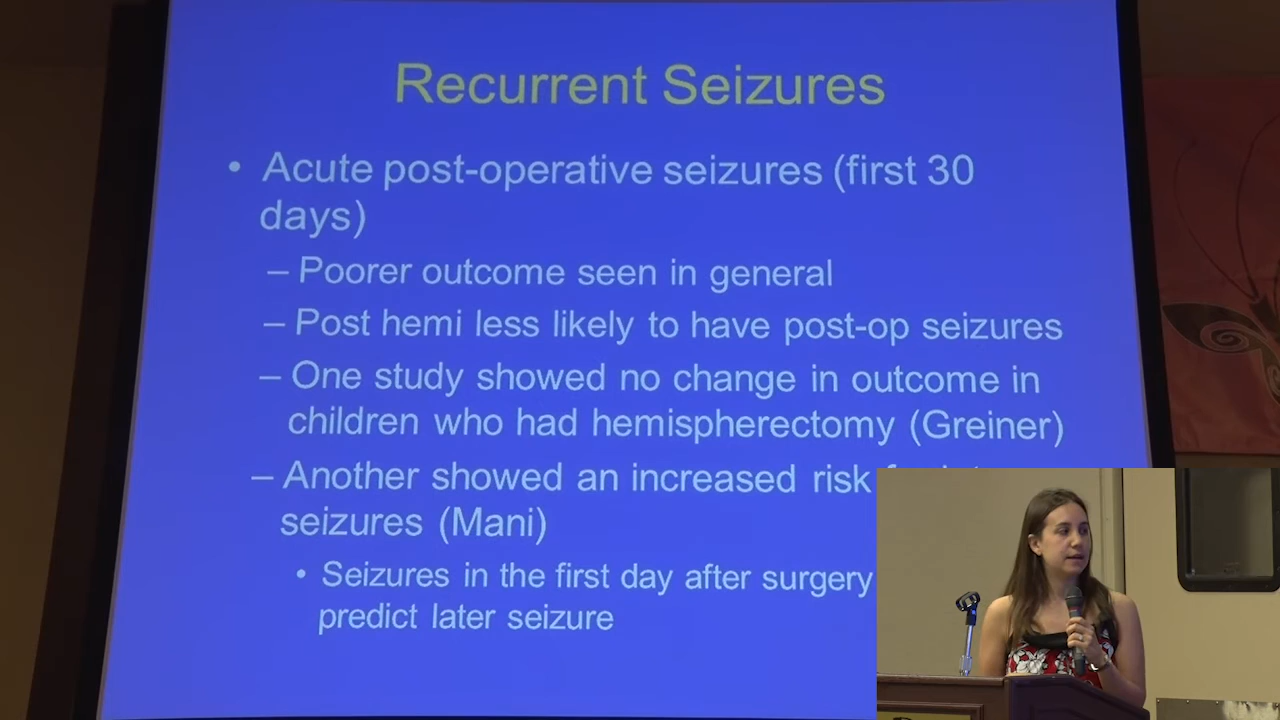 Recurrent Seizures
• Acute post-operative seizures (first 30
days)
– Poorer outcome seen in general
– Post hemi less likely to have post-op seizures
– One study showed no change in outcome in
children who had hemispherectomy (Greiner)
– Another showed an increased risk
seizures (Mani)
• Seizures in the first day after surgery
predict later seizure